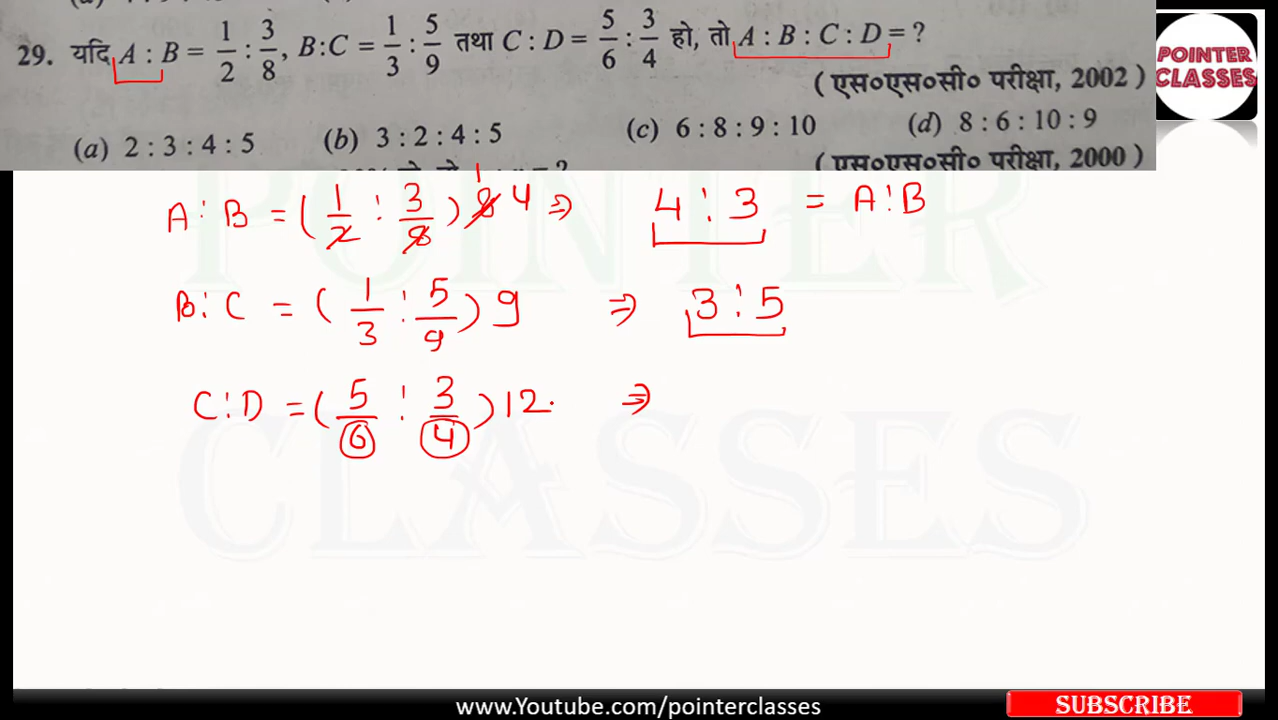 29. यदि A : B = 1/2 : 3/8, B:C = 1/3 : 5/9 तथा C : D = 5/6 : 3/4 हो, तो A : B : C : D = ?
( एस०एस०सी० परीक्षा, 2002 )
(a) 2 : 3 : 4 : 5 (b) 3 : 2 : 4 : 5 (c) 6 : 8 : 9 : 10 (d) 8 : 6 : 10 : 9
( एस०एस०सी० परीक्षा, 2000 )
POINTER
CLASSES
A : B = ( 1/2 : 3/8 ) 8 1 4 ⇒ 4 : 3 = A : B
B : C = ( 1/3 : 5/9 ) 9 ⇒ 3 : 5
C : D = ( 5/6 : 3/4 ) 12 ⇒
POINTER
CLASSES
www.Youtube.com/pointerclasses
SUBSCRIBE